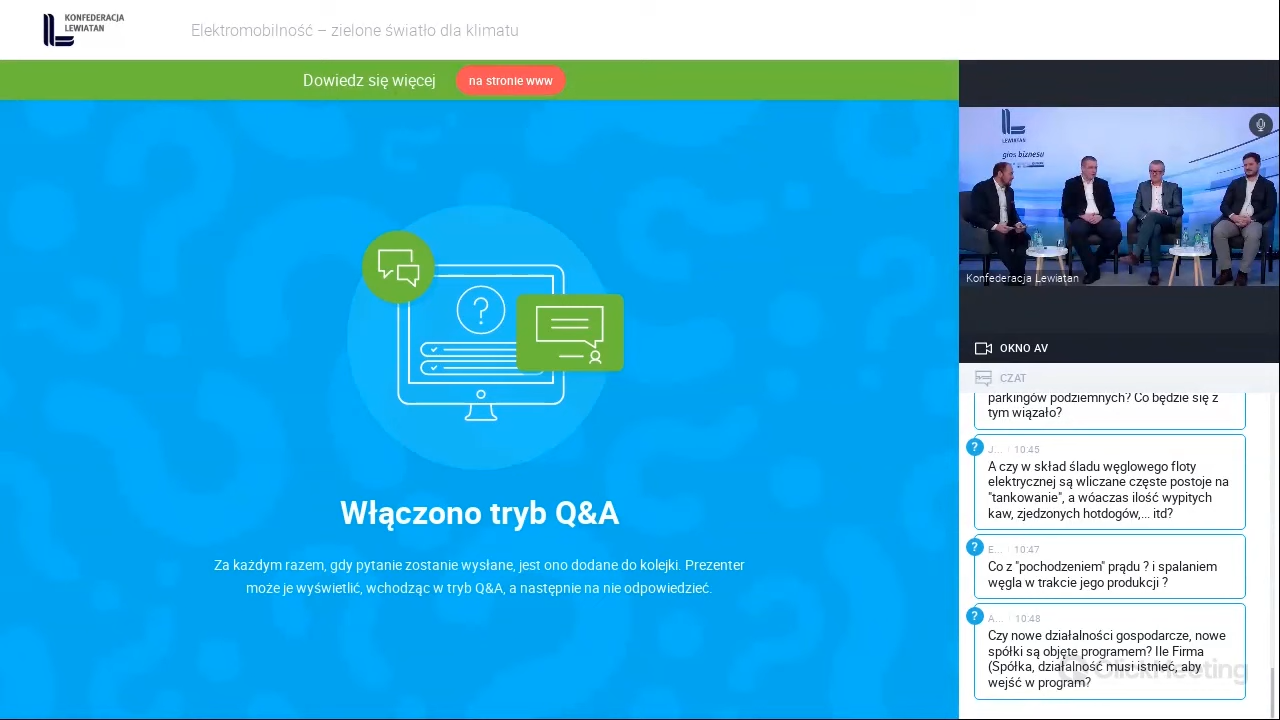 KONFEDERACJA
LEWIATAN
Elektromobilność – zielone światło dla klimatu
Dowiedz się więcej
na stronie www
LEWIATAN
głos biznesu
Konfederacja Lewiatan
OKNO AV
CZAT
Włączono tryb Q&A
Za każdym razem, gdy pytanie zostanie wysłane, jest ono dodane do kolejki. Prezenter
może je wyświetlić, wchodząc w tryb Q&A, a następnie na nie odpowiedzieć.
parkingów podziemnych? Co będzie się z
tym wiązało?
J... 10:45
A czy w skład śladu węglowego floty
elektrycznej są wliczane częste postoje na
"tankowanie", a wóaczas ilość wypitych
kaw, zjedzonych hotdogów,... itd?
E... 10:47
Co z "pochodzeniem" prądu ? i spalaniem
węgla w trakcie jego produkcji ?
A... 10:48
Czy nowe działalności gospodarcze, nowe
spółki są objęte programem? Ile Firma
(Spółka, działalność musi istnieć, aby
wejść w program?
ClickMeeting